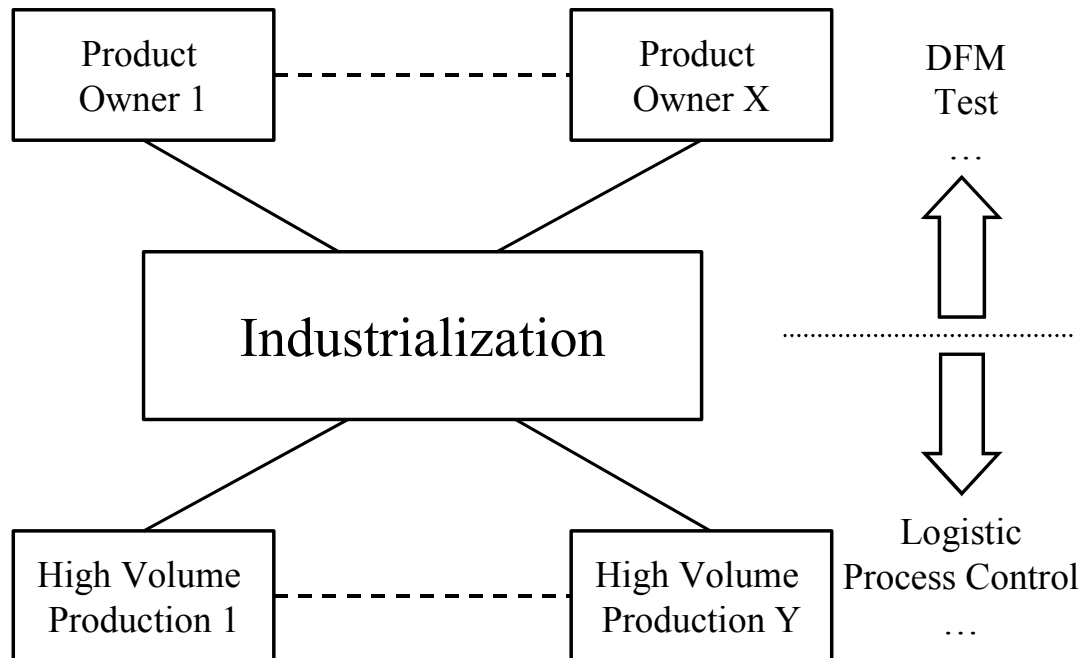 Product
Owner 1
Product
Owner X
DFM
Test
...
Industrialization
High Volume
Production 1
High Volume
Production Y
Logistic
Process Control
...